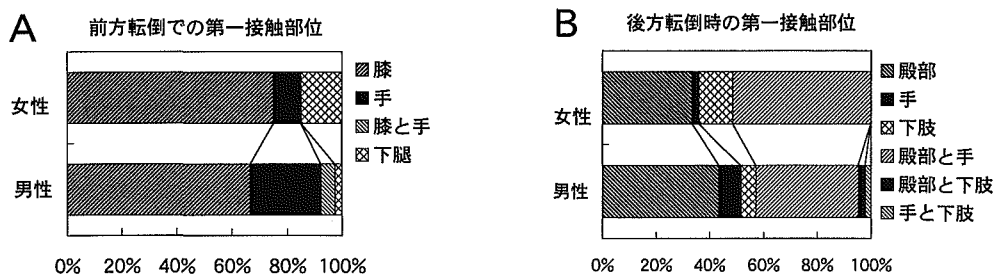 A
前方転倒での第一接触部位
女性
男性
0% 20% 40% 60% 80% 100%
膝
手
膝と手
下腿
B
後方転倒時の第一接触部位
女性
男性
0% 20% 40% 60% 80% 100%
殿部
手
下肢
殿部と手
殿部と下肢
手と下肢